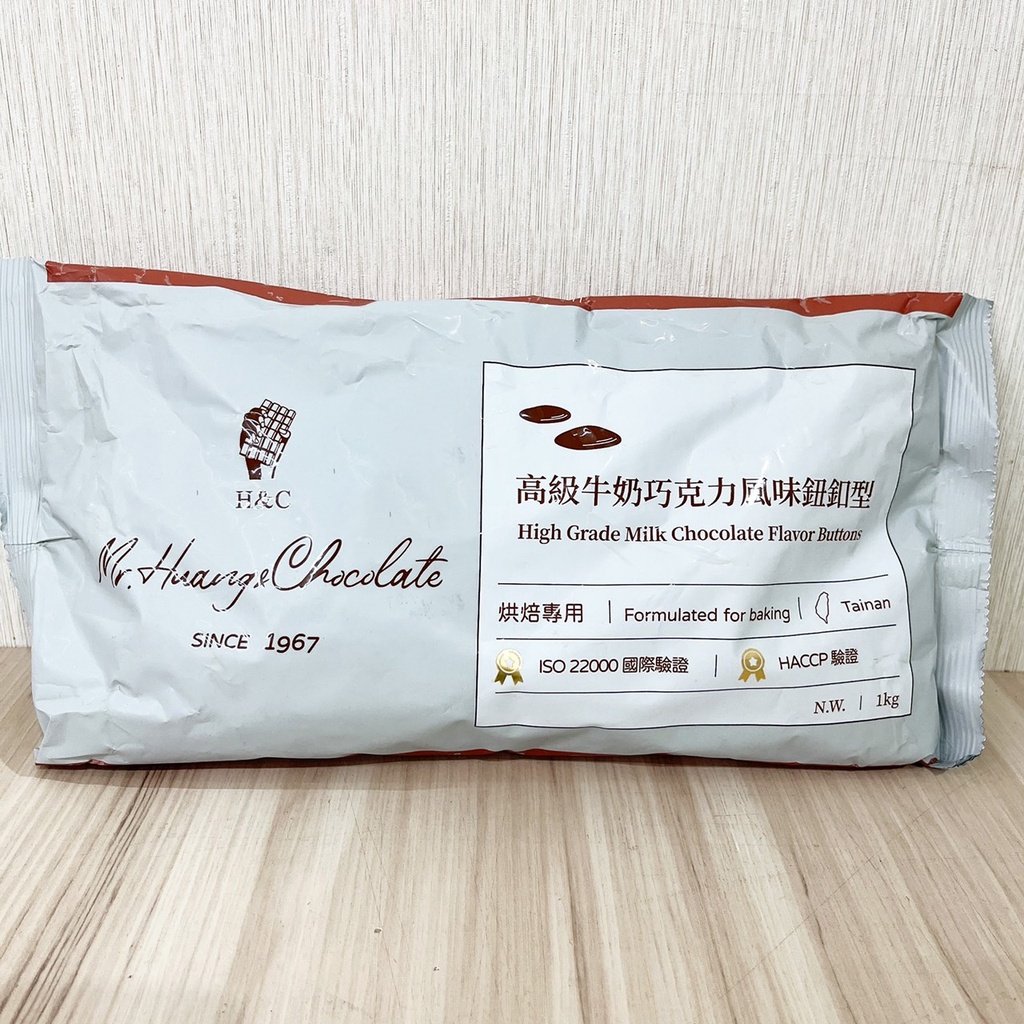 H&C
Mr. Huang & Chocolate
SINCE 1967
高級牛奶巧克力風味鈕釦型
High Grade Milk Chocolate Flavor Buttons
烘焙專用 | Formulated for baking | Tainan
ISO 22000 國際驗證 | HACCP 驗證
N.W. | 1kg